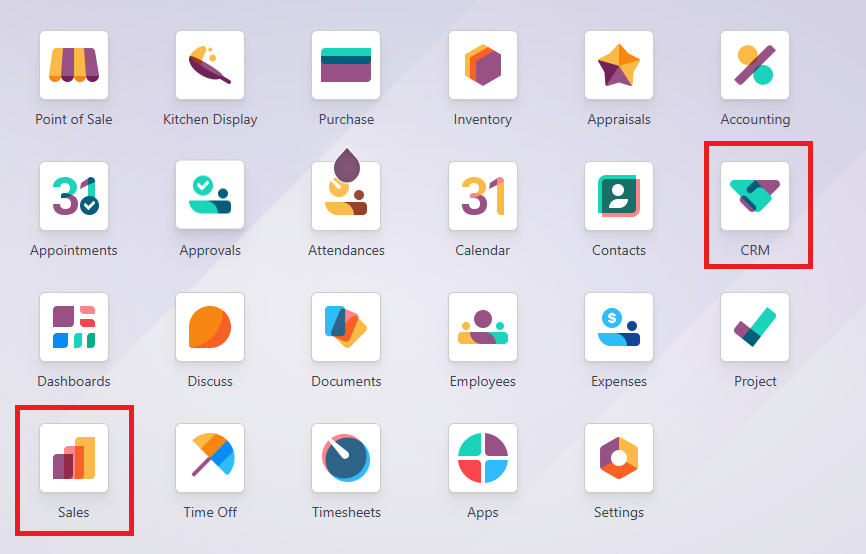 Point of Sale
Kitchen Display
Purchase
Inventory
Appraisals
Accounting
31
Appointments
Approvals
Attendances
31
Calendar
Contacts
CRM
Dashboards
Discuss
Documents
Employees
$
Expenses
Project
Sales
Time Off
Timesheets
Apps
Settings